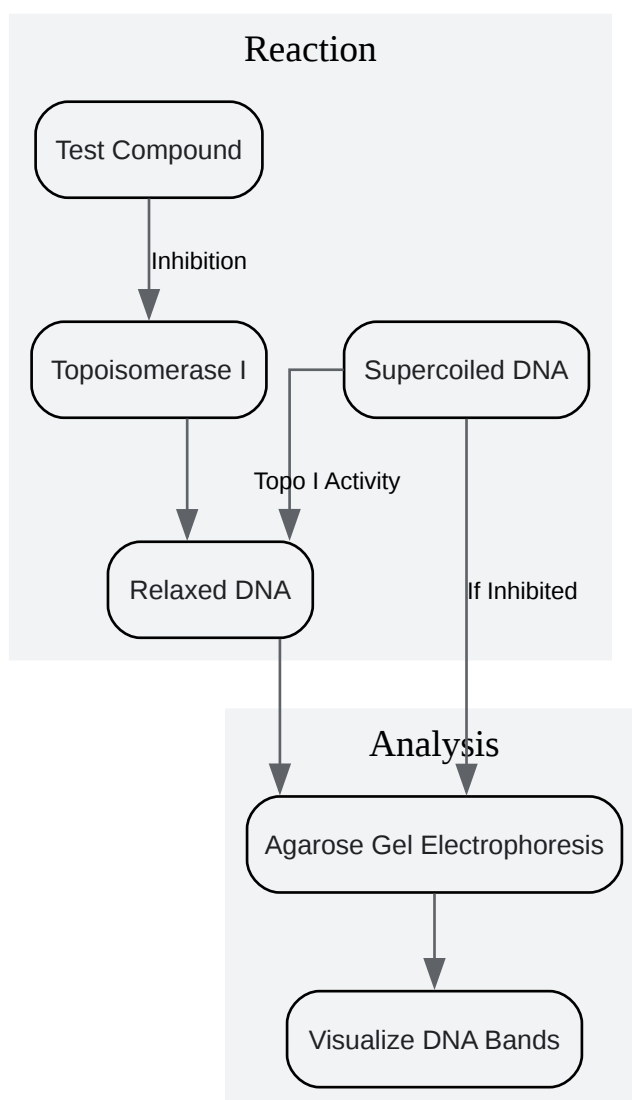 Reaction
Test Compound
Inhibition
Topoisomerase I
Supercoiled DNA
Topo I Activity
Relaxed DNA
If Inhibited
Analysis
Agarose Gel Electrophoresis
Visualize DNA Bands